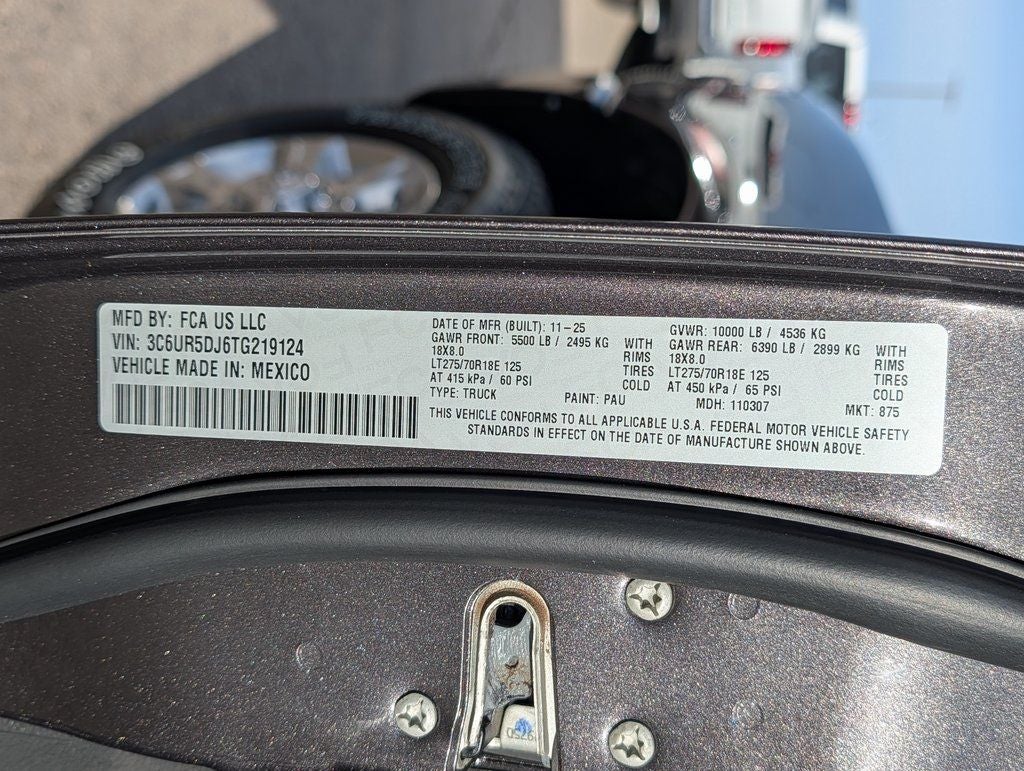 MFD BY: FCA US LLC
VIN: 3C6UR5DJ6TG219124
VEHICLE MADE IN: MEXICO
DATE OF MFR (BUILT): 11-25
GAWR FRONT: 5500 LB / 2495 KG WITH
18X8.0 RIMS
LT275/70R18E 125 TIRES
AT 415 kPa / 60 PSI COLD
TYPE: TRUCK PAINT: PAU
GVWR: 10000 LB / 4536 KG
GAWR REAR: 6390 LB / 2899 KG WITH
18X8.0 RIMS
LT275/70R18E 125 TIRES
AT 450 kPa / 65 PSI COLD
MDH: 110307 MKT: 875
THIS VEHICLE CONFORMS TO ALL APPLICABLE U.S.A. FEDERAL MOTOR VEHICLE SAFETY
STANDARDS IN EFFECT ON THE DATE OF MANUFACTURE SHOWN ABOVE.